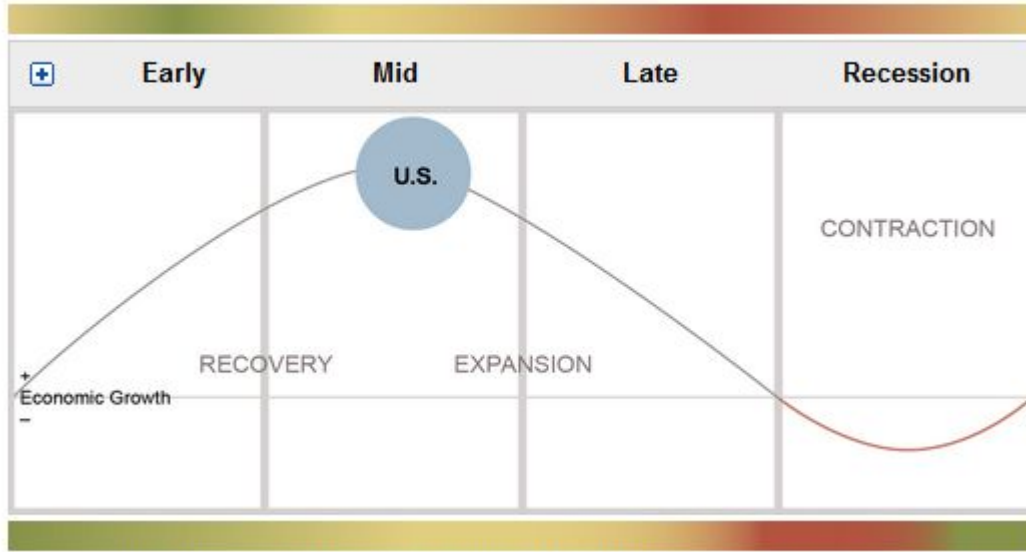 Early Mid Late Recession
U.S.
CONTRACTION
RECOVERY EXPANSION
+
Economic Growth
–